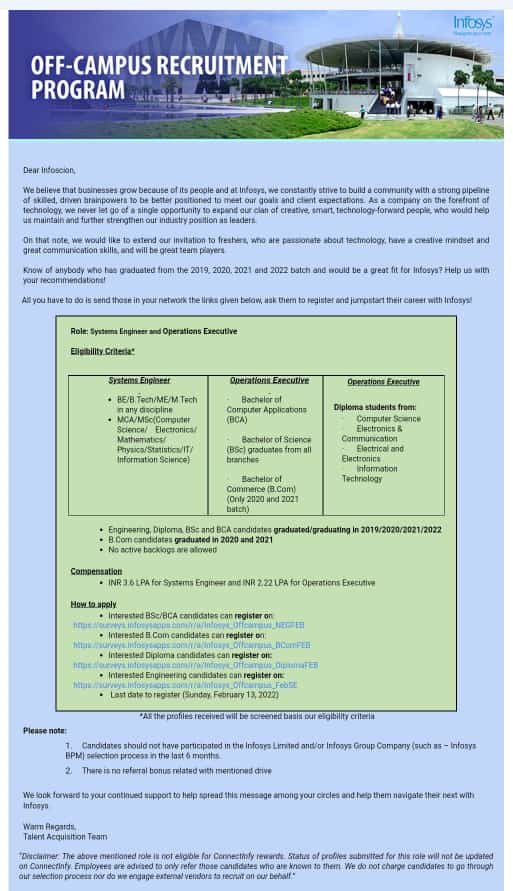 Infosys
Navigate your next
OFF-CAMPUS RECRUITMENT
PROGRAM
Dear Infoscion,
We believe that businesses grow because of its people and at Infosys, we constantly strive to build a community with a strong pipeline
of skilled, driven brainpowers to be better positioned to meet our goals and client expectations. As a company on the forefront of
technology, we never let go of a single opportunity to expand our clan of creative, smart, technology-forward people, who would help
us maintain and further strengthen our industry position as leaders.
On that note, we would like to extend our invitation to freshers, who are passionate about technology, have a creative mindset and
great communication skills, and will be great team players.
Know of anybody who has graduated from the 2019, 2020, 2021 and 2022 batch and would be a great fit for Infosys? Help us with
your recommendations!
All you have to do is send those in your network the links given below, ask them to register and jumpstart their career with Infosys!
Role: Systems Engineer and Operations Executive
Eligibility Criteria*
Systems Engineer
• BE/B.Tech/ME/M.Tech
in any discipline
• MCA/MSc(Computer
Science/ Electronics/
Mathematics/
Physics/Statistics/IT/
Information Science)
Operations Executive
· Bachelor of
Computer Applications
(BCA)
· Bachelor of Science
(BSc) graduates from all
branches
· Bachelor of
Commerce (B.Com)
(Only 2020 and 2021
batch)
Operations Executive
Diploma students from:
· Computer Science
· Electronics &
Communication
· Electrical and
Electronics
· Information
Technology
• Engineering, Diploma, BSc and BCA candidates graduated/graduating in 2019/2020/2021/2022
• B.Com candidates graduated in 2020 and 2021
• No active backlogs are allowed
Compensation
• INR 3.6 LPA for Systems Engineer and INR 2.22 LPA for Operations Executive
How to apply
• Interested BSc/BCA candidates can register on:
https://surveys.infosysapps.com/r/a/Infosys_Offcampus_NEGFEB
• Interested B.Com candidates can register on:
https://surveys.infosysapps.com/r/a/Infosys_Offcampus_BComFEB
• Interested Diploma candidates can register on:
https://surveys.infosysapps.com/r/a/Infosys_Offcampus_DiplomaFEB
• Interested Engineering candidates can register on:
https://surveys.infosysapps.com/r/a/Infosys_Offcampus_FebSE
• Last date to register (Sunday, February 13, 2022)
*All the profiles received will be screened basis our eligibility criteria
Please note:
1. Candidates should not have participated in the Infosys Limited and/or Infosys Group Company (such as – Infosys
BPM) selection process in the last 6 months.
2. There is no referral bonus related with mentioned drive
We look forward to your continued support to help spread this message among your circles and help them navigate their next with
Infosys.
Warm Regards,
Talent Acquisition Team
"Disclaimer: The above mentioned role is not eligible for ConnectInfy rewards. Status of profiles submitted for this role will not be updated
on ConnectInfy. Employees are advised to only refer those candidates who are known to them. We do not charge candidates to go through
our selection process nor do we engage external vendors to recruit on our behalf."